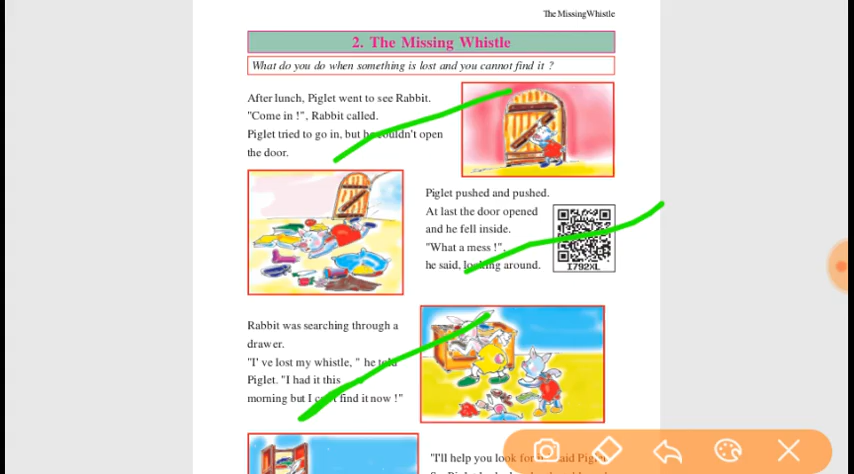 The Missing Whistle
2. The Missing Whistle
What do you do when something is lost and you cannot find it ?
After lunch, Piglet went to see Rabbit.
"Come in !", Rabbit called.
Piglet tried to go in, but he couldn't open
the door.
Piglet pushed and pushed.
At last the door opened
and he fell inside.
"What a mess !",
he said, looking around.
I792XL
Rabbit was searching through a
drawer.
"I' ve lost my whistle, " he told
Piglet. "I had it this
morning but I can't find it now !"
"I'll help you look for said Piglet